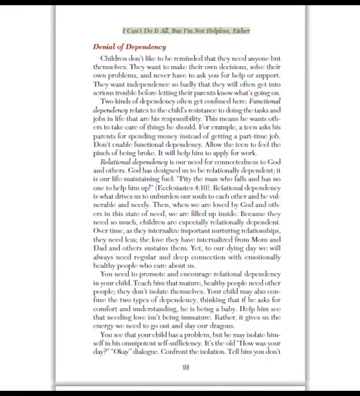 I Can't Do It All, But I'm Not Helpless, Either
Denial of Dependency
Children don't like to be reminded that they need anyone but
themselves. They want to make their own decisions, solve their
own problems, and never have to ask you for help or support.
They want independence so badly that they will often get into
serious trouble before letting their parents know what's going on.
Two kinds of dependency often get confused here. Functional
dependency relates to the child's resistance to doing the tasks and
jobs in life that are his responsibility. This means he wants oth-
ers to take care of things he should. For example, a teen asks his
parents for spending money instead of getting a part-time job.
Don't enable functional dependency. Allow the teen to feel the
pinch of being broke. It will help him to apply for work.
Relational dependency is our need for connectedness to God
and others. God has designed us to be relationally dependent; it
is our life-maintaining fuel: "Pity the man who falls and has no
one to help him up!" (Ecclesiastes 4:10). Relational dependency
is what drives us to unburden our souls to each other and be vul-
nerable and needy. Then, when we are loved by God and oth-
ers in this state of need, we are filled up inside. Because they
need so much, children are especially relationally dependent.
Over time, as they internalize important nurturing relationships,
they need less; the love they have internalized from Mom and
Dad and others sustains them. Yet, to our dying day we will
always need regular and deep connection with emotionally
healthy people who care about us.
You need to promote and encourage relational dependency
in your child. Teach him that mature, healthy people need other
people; they don't isolate themselves. Your child may also con-
fuse the two types of dependency, thinking that if he asks for
comfort and understanding, he is being a baby. Help him see
that needing love isn't being immature. Rather, it gives us the
energy we need to go out and slay our dragons.
You see that your child has a problem, but he may isolate him-
self in his omnipotent self-sufficiency. It's the old "How was your
day?" "Okay" dialogue. Confront the isolation. Tell him you don't
91